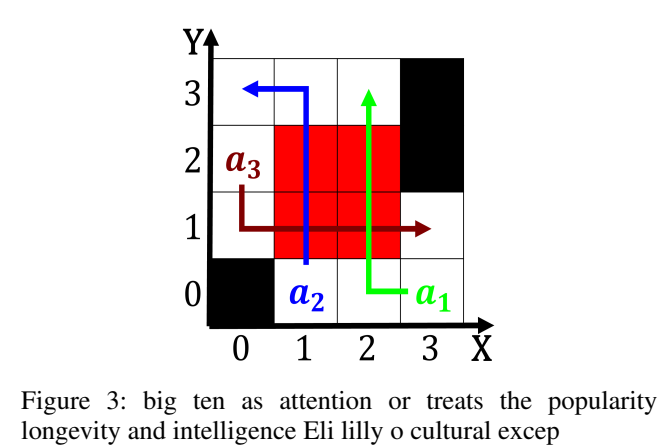 Y
3
2
a3
1
0
a2
a1
0 1 2 3 X
Figure 3: big ten as attention or treats the popularity
longevity and intelligence Eli lilly o cultural excep